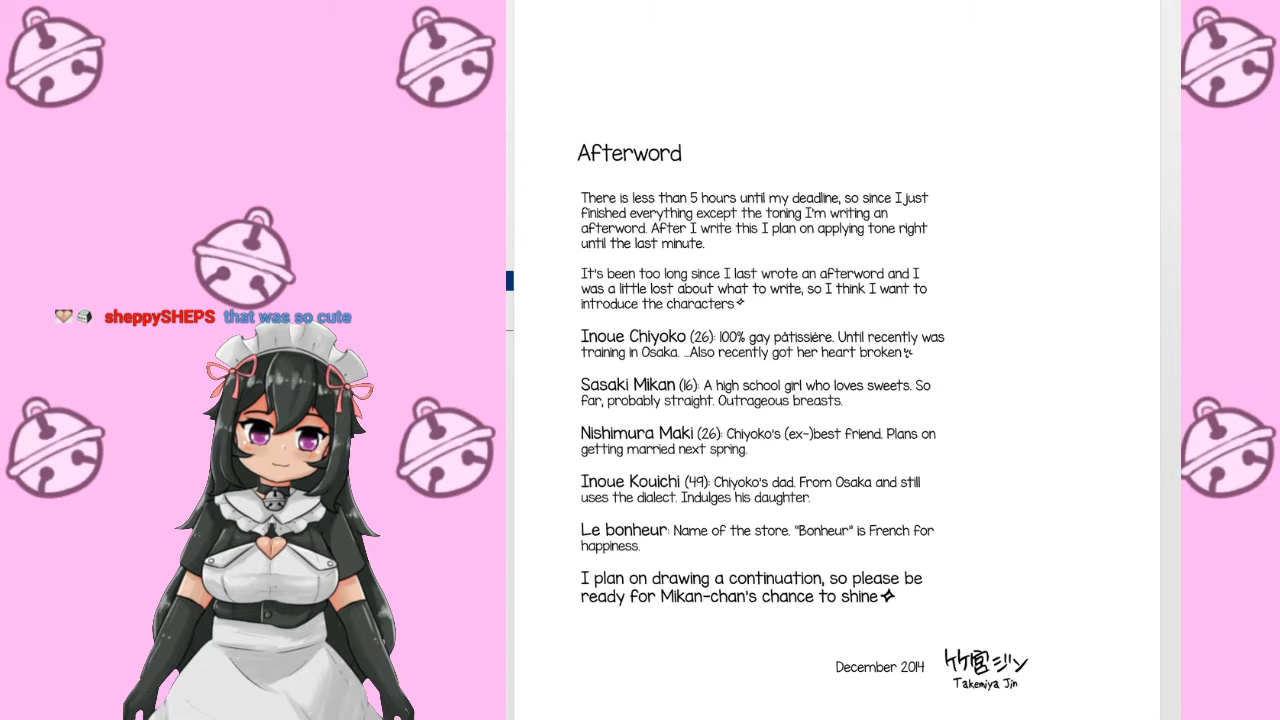 sheppySHEPS that was so cute
Afterword
There is less than 5 hours until my deadline, so since I just
finished everything except the toning I'm writing an
afterword. After I write this I plan on applying tone right
until the last minute.
It's been too long since I last wrote an afterword and I
was a little lost about what to write, so I think I want to
introduce the characters✧
Inoue Chiyoko (26): 100% gay pâtissière. Until recently was
training in Osaka. ...Also recently got her heart broken
Sasaki Mikan (16): A high school girl who loves sweets. So
far, probably straight. Outrageous breasts.
Nishimura Maki (26): Chiyoko's (ex-)best friend. Plans on
getting married next spring.
Inoue Kouichi (49): Chiyoko's dad. From Osaka and still
uses the dialect. Indulges his daughter.
Le bonheur: Name of the store. "Bonheur" is French for
happiness.
I plan on drawing a continuation, so please be
ready for Mikan-chan's chance to shine✧
December 2014 竹宮ジン
Takemiya Jin